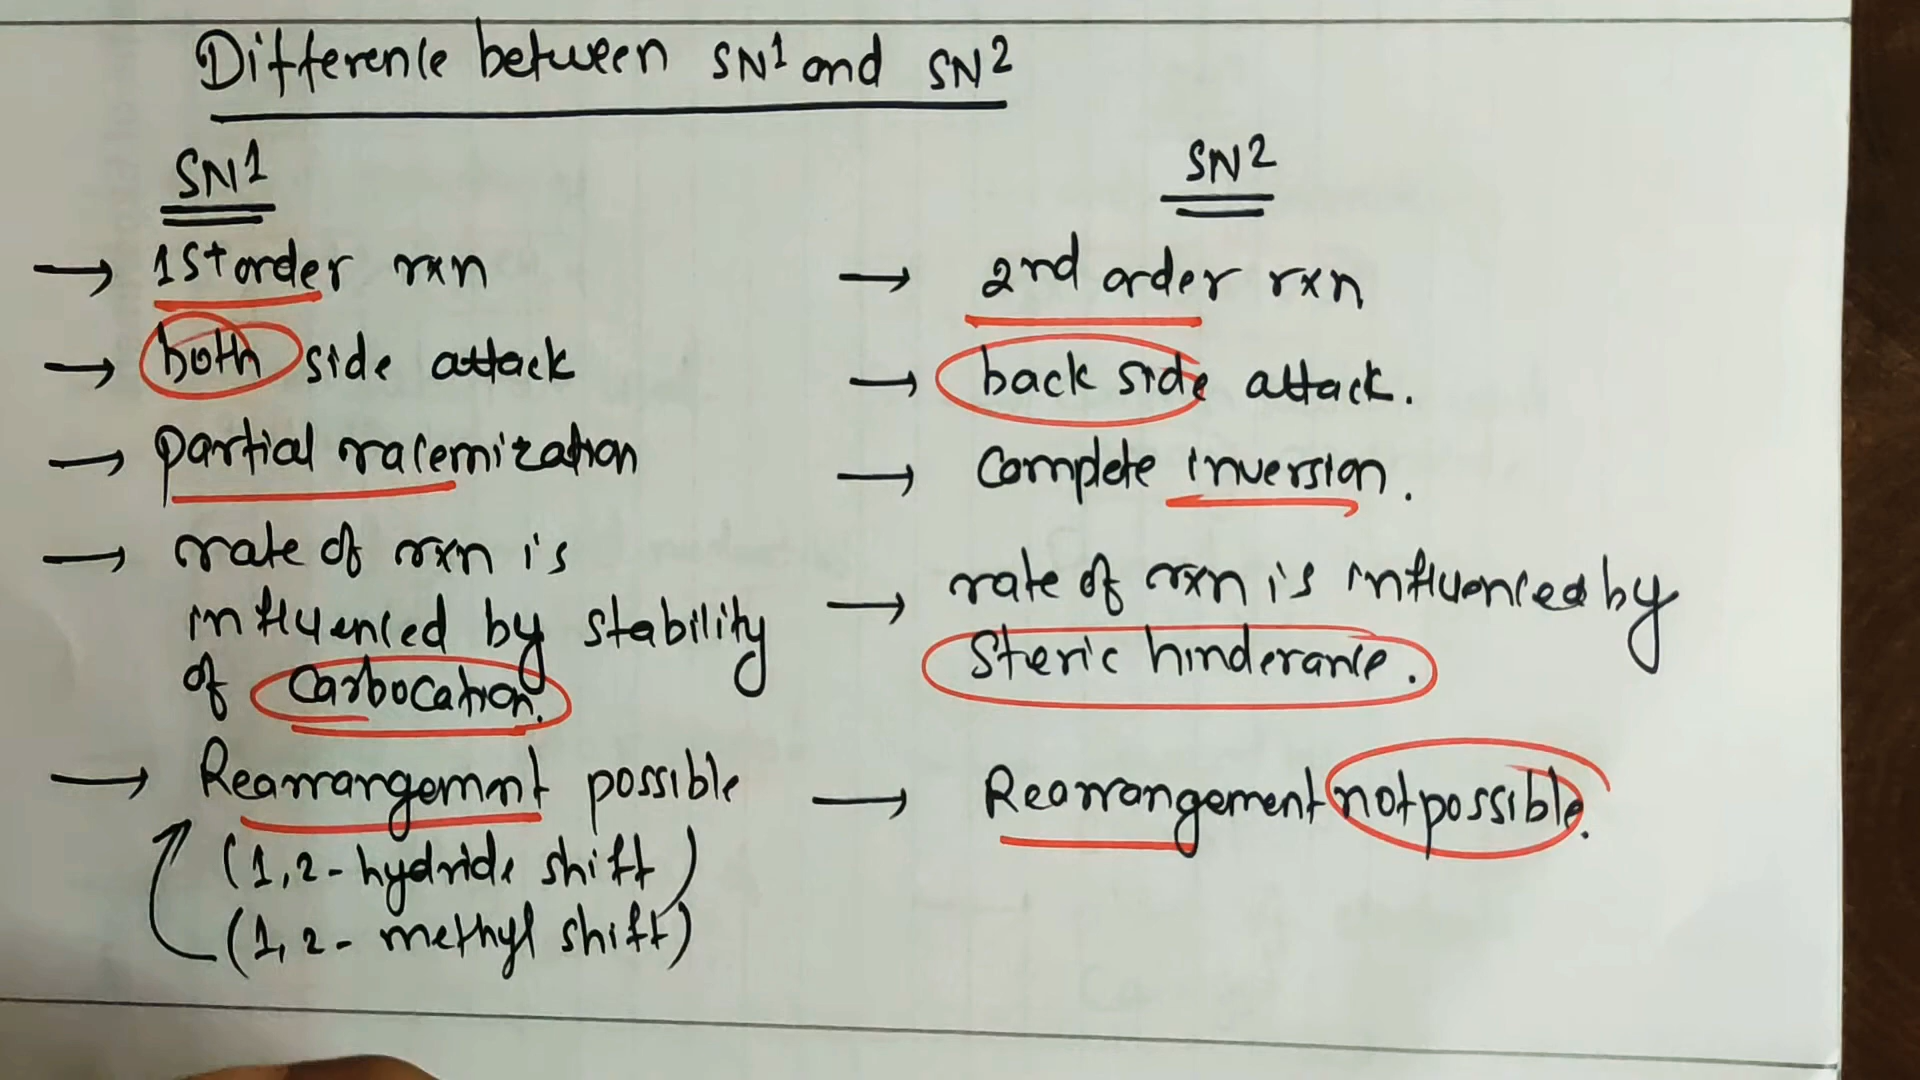 Difference between SN1 and SN2
SN1
→ 1st order rxn
→ both side attack
→ partial racemization
→ rate of rxn is
influenced by stability
of carbocation.
→ Rearrangemnt possible
(1,2-hydride shift)
(1,2-methyl shift)
SN2
→ 2nd order rxn
→ back side attack.
→ complete inversion.
→ rate of rxn is influenced by
steric hinderance.
→ Rearrangement not possible.